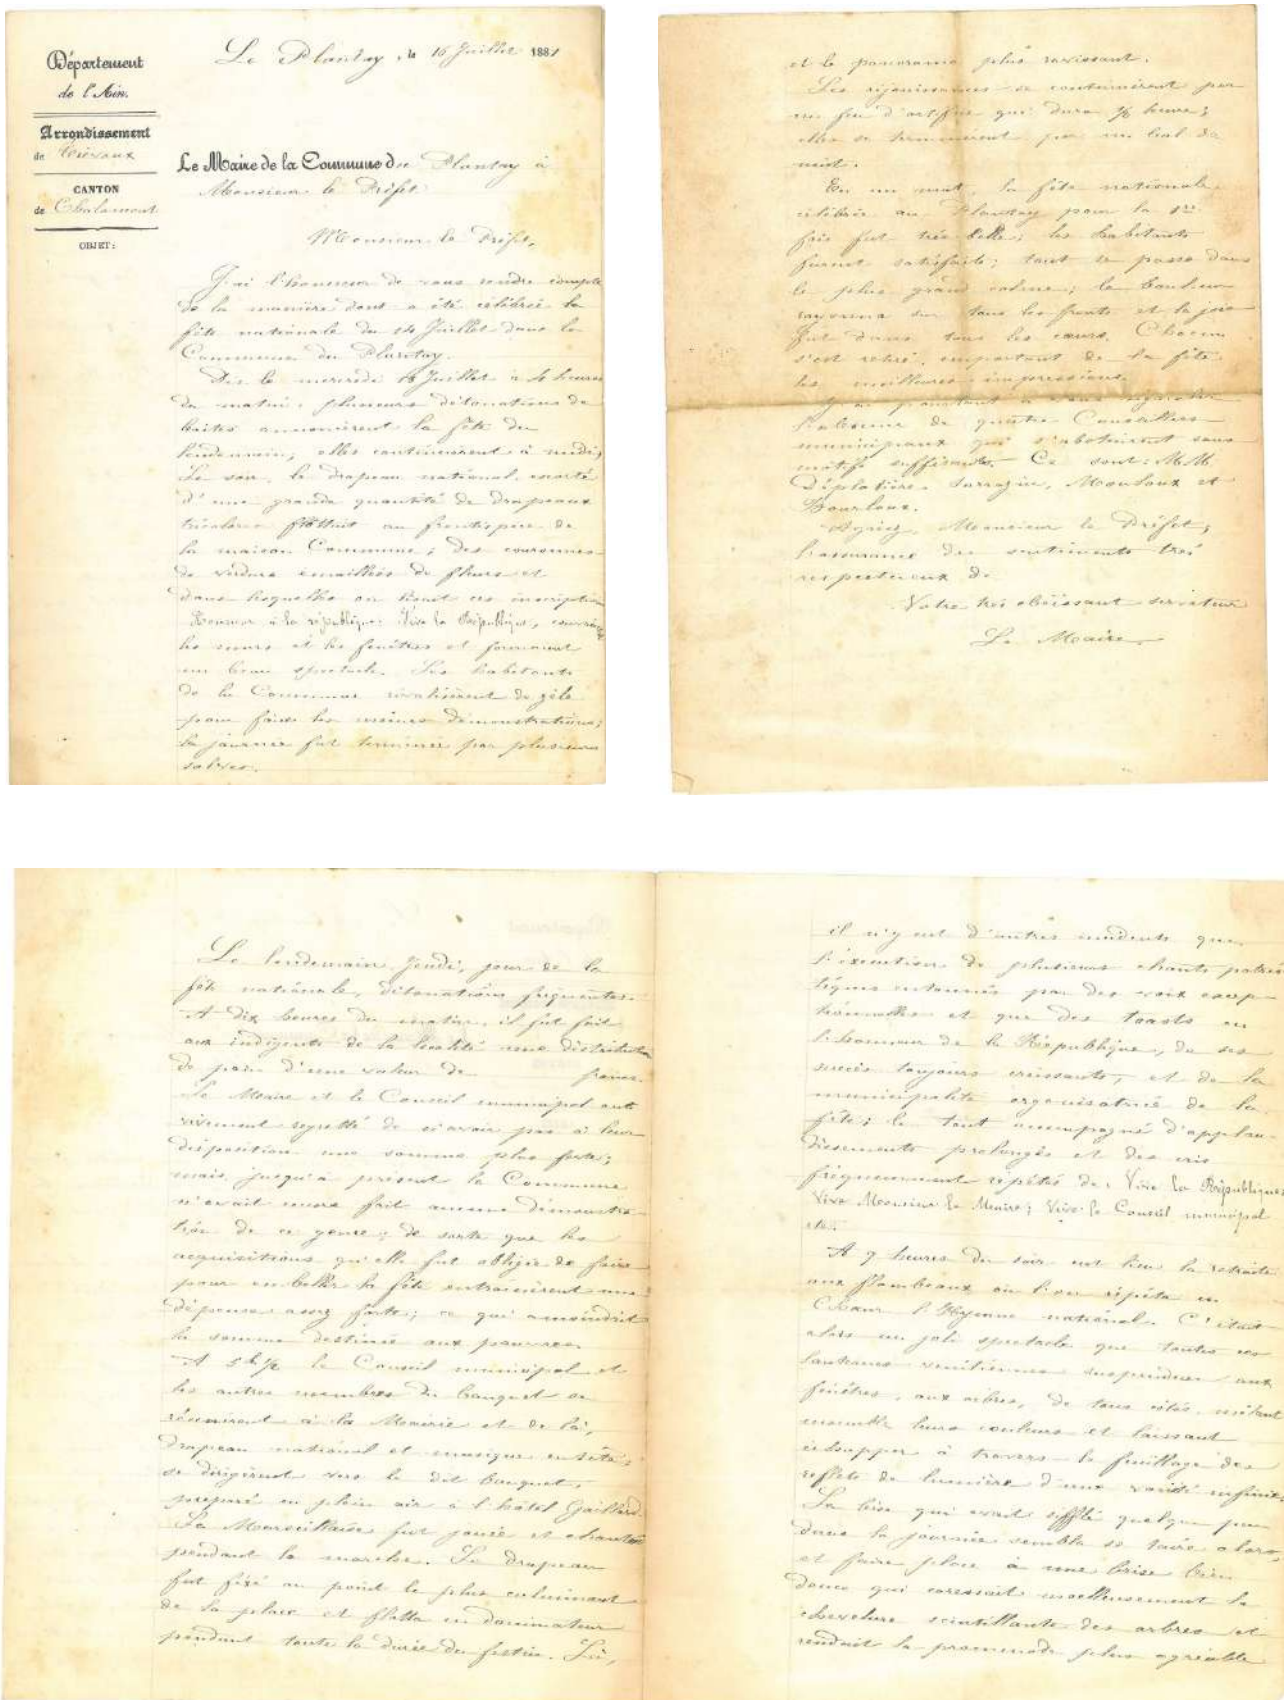 Département
de l'Ain.
Arrondissement
de Trévoux
CANTON
de Chalamont
OBJET:
Le Plantay, le 16 Juillet 1881
Le Maire de la Commune du Plantay à
Monsieur le Préfet
Monsieur le Préfet,
J'ai l'honneur de vous rendre compte
de la manière dont a été célébrée la
fête nationale du 14 Juillet dans la
Commune du Plantay.
Dès le mercredi 13 Juillet à 4 heures
du matin, plusieurs détonations de
boîtes annoncèrent la fête du
lendemain, elles continuèrent à midi;
Le soir, le drapeau national, escorté
d'une grande quantité de drapeaux
tricolores flottait au frontispice de
la maison Commune; des couronnes
de verdure émaillées de fleurs et
dans lesquelles on lisait ces inscriptions
Honneur à la république: Vive la République, couvraient
les murs et les fenêtres et formaient
un beau spectacle. Les habitants
de la Commune rivalisèrent de zèle
pour faire les mêmes démonstrations;
la journée fut terminée par plusieurs
salves.
Le lendemain, Jeudi, jour de la
fête nationale, détonations fréquentes.
A dix heures du matin, il fut fait
aux indigents de la localité une distribution
de pain d'une valeur de francs.
Le Maire et le Conseil municipal ont
vivement regretté de n'avoir pas à leur
disposition une somme plus forte;
mais, jusqu'à présent la Commune
n'avait encore fait aucune démonstra
tion de ce genre; de sorte que les
acquisitions qu'elle fut obligée de faire
pour embellir la fête entraînèrent une
dépense assez forte; ce qui amoindrit
la somme destinée aux pauvres.
A 5h 1/2 le Conseil municipal et
les autres membres du banquet se
réunirent à la Mairie et de là,
drapeau national et musique en tête;
se dirigèrent vers le dit banquet,
préparé en plein air à l'hôtel Gaillard.
La Marseillaise fut jouée et chantée
pendant la marche. Le drapeau
fut fixé au point le plus culminant
de la place et flotta en dominateur
pendant toute la durée du festin. Là,
il n'y eut d'autres incidents que
l'exécution de plusieurs chants patrio
tiques entonnés par des voix excep
tionnelles et que des toasts en
l'honneur de la République, de ses
succès toujours croissants, et de la
municipalité organisatrice de la
fête; le tout accompagné d'applau
dissements prolongés et des cris
fréquemment répétés de: Vive la République;
Vive Monsieur le Maire; Vive le Conseil municipal
etc.
A 9 heures du soir eut lieu la retraite
aux flambeaux où l'on répéta en
Chœur l'Hymne national. C'était
alors un joli spectacle que toutes ces
lanternes vénitiennes suspendues aux
fenêtres, aux arbres, de tous côtés, mêlant
ensemble leurs couleurs et laissant
échapper à travers le feuillage des
reflets de lumière d'une variété infinie.
La bise qui avait sifflé quelque peu
dans la journée sembla se taire alors,
et faire place à une brise bien
douce qui caressait moelleusement la
chevelure scintillante des arbres et
rendait la promenade plus agréable
et le panorama plus ravissant.
Les réjouissances se continuèrent par
un feu d'artifice qui dura 1/2 heure;
elles se terminèrent par un bal de
nuit.
En un mot, la fête nationale
célébrée au Plantay pour la 1re
fois fut très belle; les habitants
furent satisfaits; tout se passa dans
le plus grand calme; le bonheur
rayonna sur tous les fronts et la joie
fut dans tous les cœurs. Chacun
s'est retiré, emportant de la fête
les meilleures impressions.
J'ai pourtant à vous signaler
l'absence de quatre Conseillers
municipaux qui s'abstinrent sans
motifs suffisants. Ce sont: MM.
Déplatière, Sarrazin, Monloux et
Bourloux.
Agréez, Monsieur le Préfet,
l'assurance des sentiments très
respectueux de
Votre très obéissant serviteur
Le Maire.